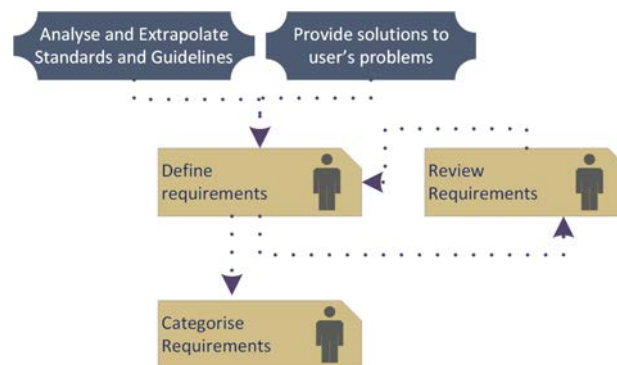 Analyse and Extrapolate
Standards and Guidelines
Provide solutions to
user's problems
Define
requirements
Review
Requirements
Categorise
Requirements